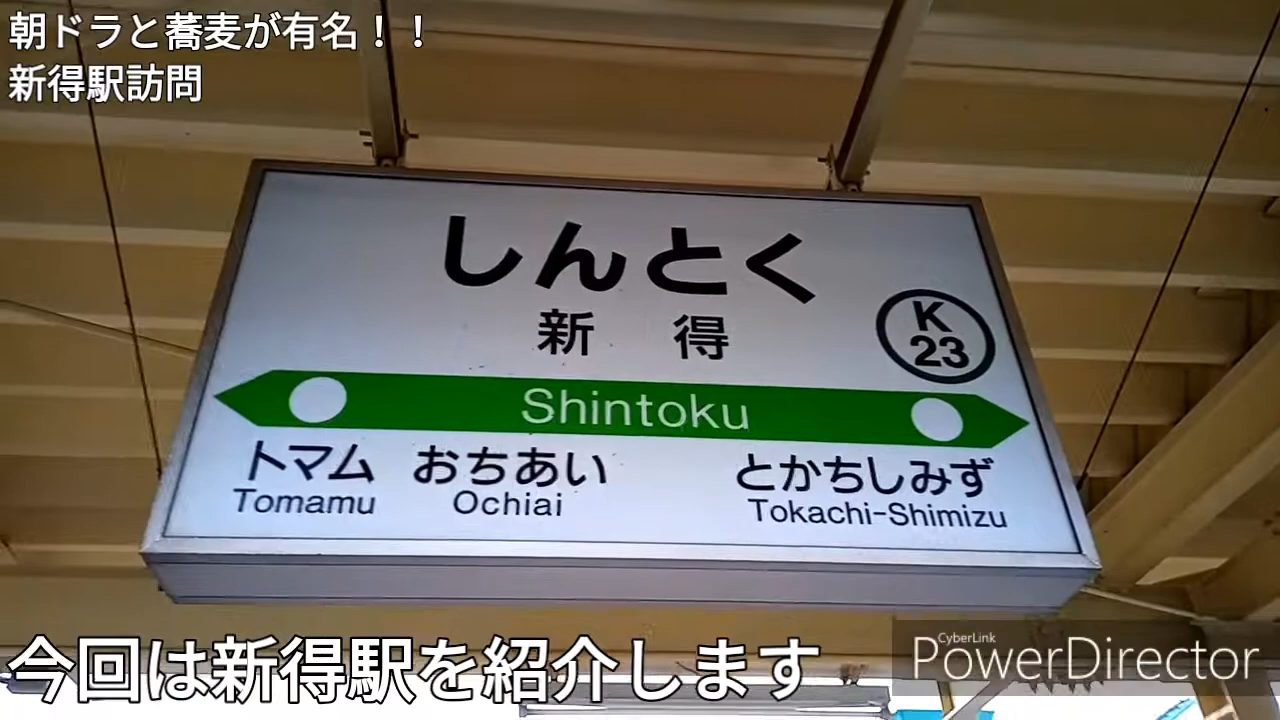 朝ドラと蕎麦が有名！！
新得駅訪問
しんとく
新 得
K
23
Shintoku
トマム おちあい とかちしみず
Tomamu Ochiai Tokachi-Shimizu
今回は新得駅を紹介します
CyberLink
PowerDirector